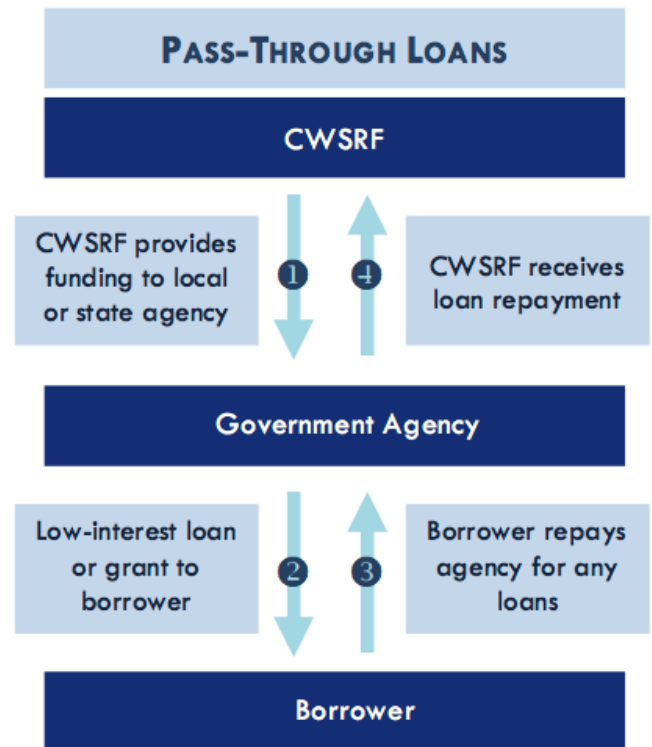 PASS-THROUGH LOANS
CWSRF
CWSRF provides
funding to local
or state agency
1
4
CWSRF receives
loan repayment
Government Agency
Low-interest loan
or grant to
borrower
2
3
Borrower repays
agency for any
loans
Borrower